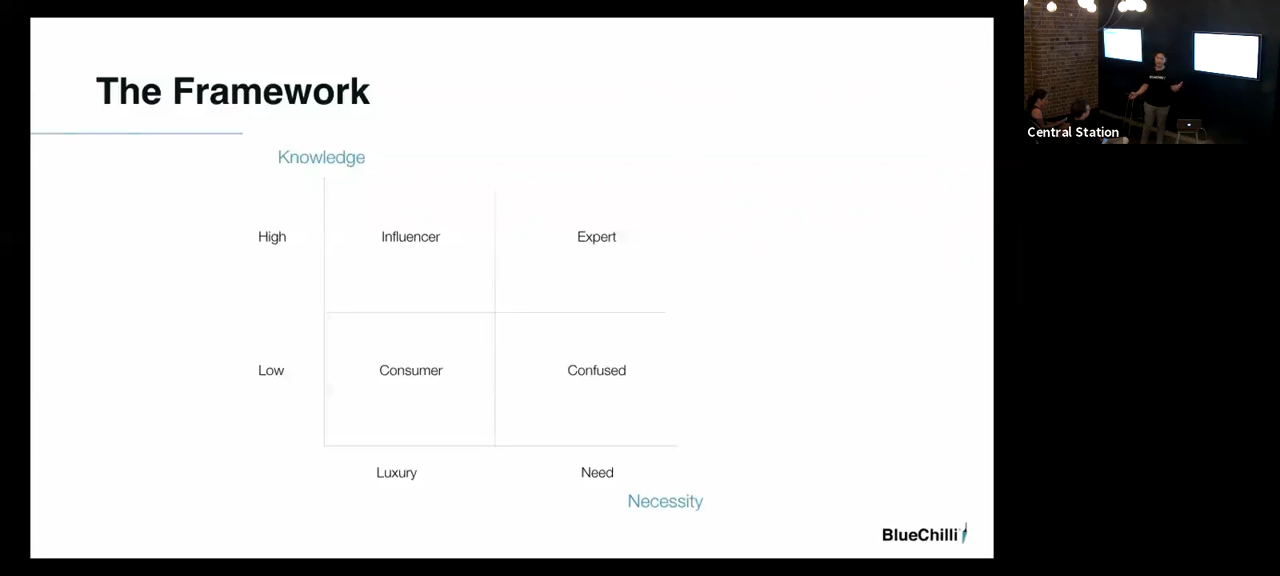 The Framework
Knowledge
High
Influencer
Expert
Low
Consumer
Confused
Luxury
Need
Necessity
BlueChilli
Central Station